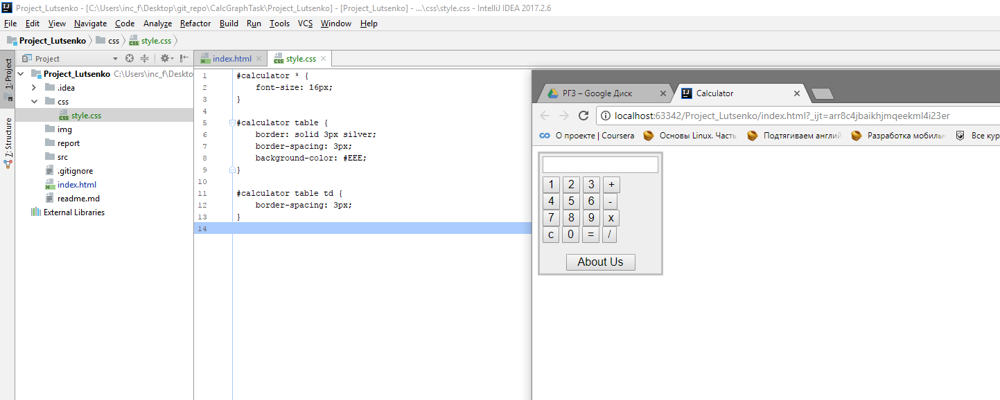 Project_Lutsenko - [C:\Users\inc_f\Desktop\git_repo\CalcGraphTask\Project_Lutsenko] - [Project_Lutsenko] - ...\css\style.css - IntelliJ IDEA 2017.2.6
File Edit View Navigate Code Analyze Refactor Build Run Tools VCS Window Help
Project_Lutsenko css style.css
1: Project
7: Structure
Project
Project_Lutsenko C:\Users\inc_f\Deskto
.idea
css
style.css
img
report
src
.gitignore
index.html
readme.md
External Libraries
index.html style.css
1 #calculator * {
2 font-size: 16px;
3 }
4
5 #calculator table {
6 border: solid 3px silver;
7 border-spacing: 3px;
8 background-color: #EEE;
9 }
10
11 #calculator table td {
12 border-spacing: 3px;
13 }
14
РГЗ – Google Диск Calculator
localhost:63342/Project_Lutsenko/index.html?_ijt=arr8c4jbaikhjmqeekml4i23er
О проекте | Coursera Основы Linux. Часть Подтягиваем англий Разработка мобильн Все кур
1 2 3 +
4 5 6 -
7 8 9 x
c 0 = /
About Us